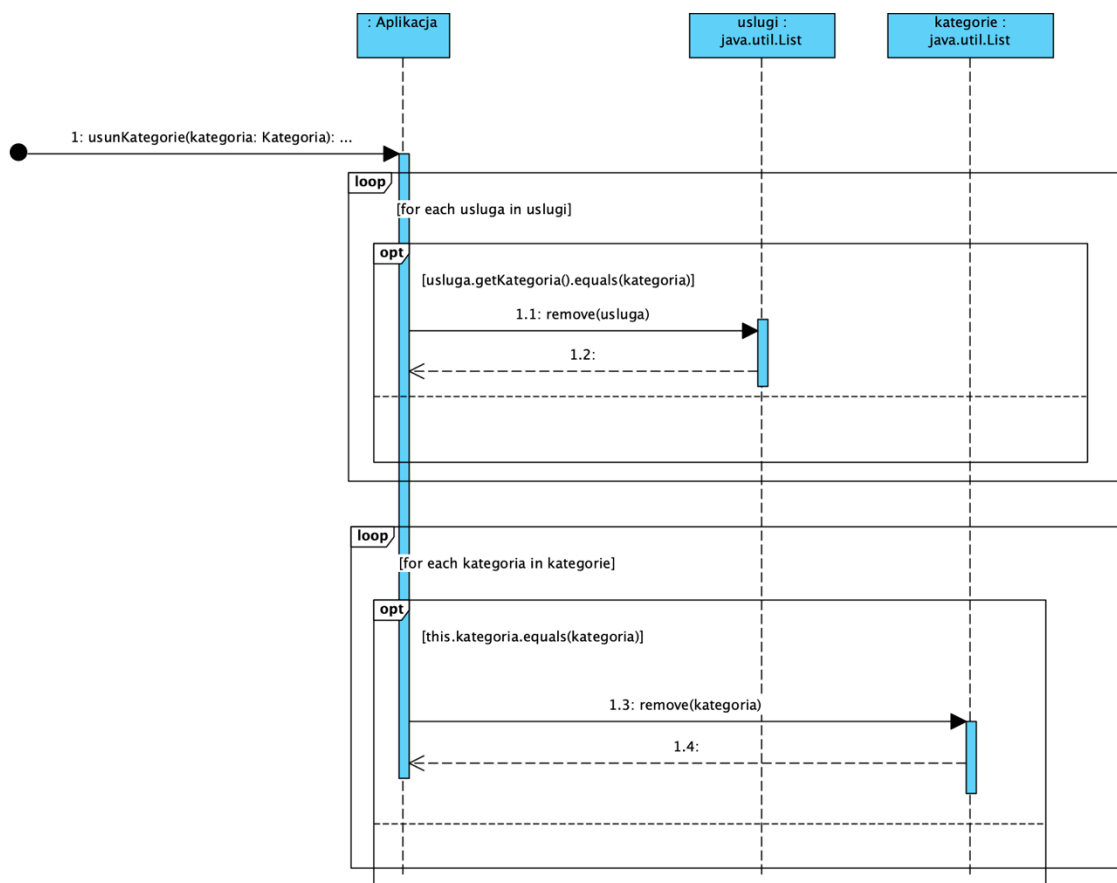 : Aplikacja
uslugi :
java.util.List
kategorie :
java.util.List
1: usunKategorie(kategoria: Kategoria): ...
loop
[for each usluga in uslugi]
opt
[usluga.getKategoria().equals(kategoria)]
1.1: remove(usluga)
1.2:
loop
[for each kategoria in kategorie]
opt
[this.kategoria.equals(kategoria)]
1.3: remove(kategoria)
1.4: